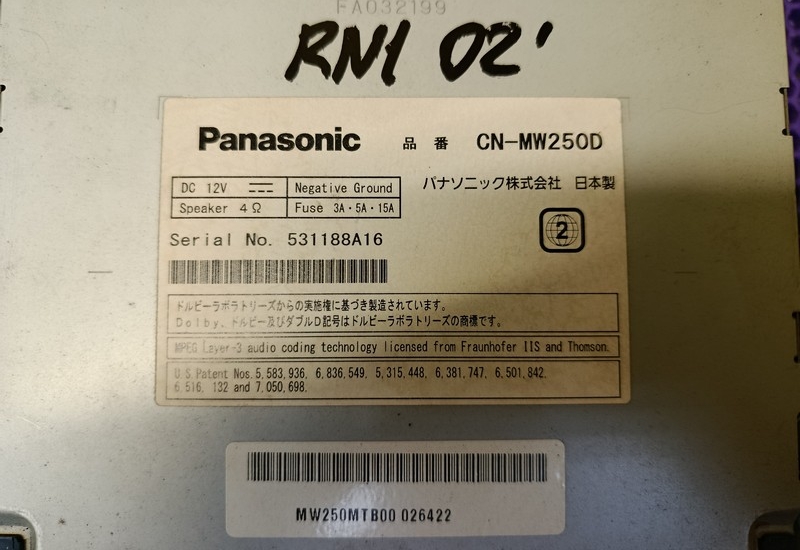 FA032199
RN1 02'
Panasonic 品番 CN-MW250D
DC 12V Negative Ground
Speaker 4Ω Fuse 3A・5A・15A
パナソニック株式会社 日本製
2
Serial No. 531188A16
ドルビーラボラトリーズからの実施権に基づき製造されています。
Dolby、ドルビー及びダブルD記号はドルビーラボラトリーズの商標です。
MPEG Layer-3 audio coding technology licensed from Fraunhofer IIS and Thomson.
U.S.Patent Nos.5,583,936, 6,836,549, 5,315,448, 6,381,747, 6,501,842,
6,516, 132 and 7,050,698.
MW250MTB00 026422